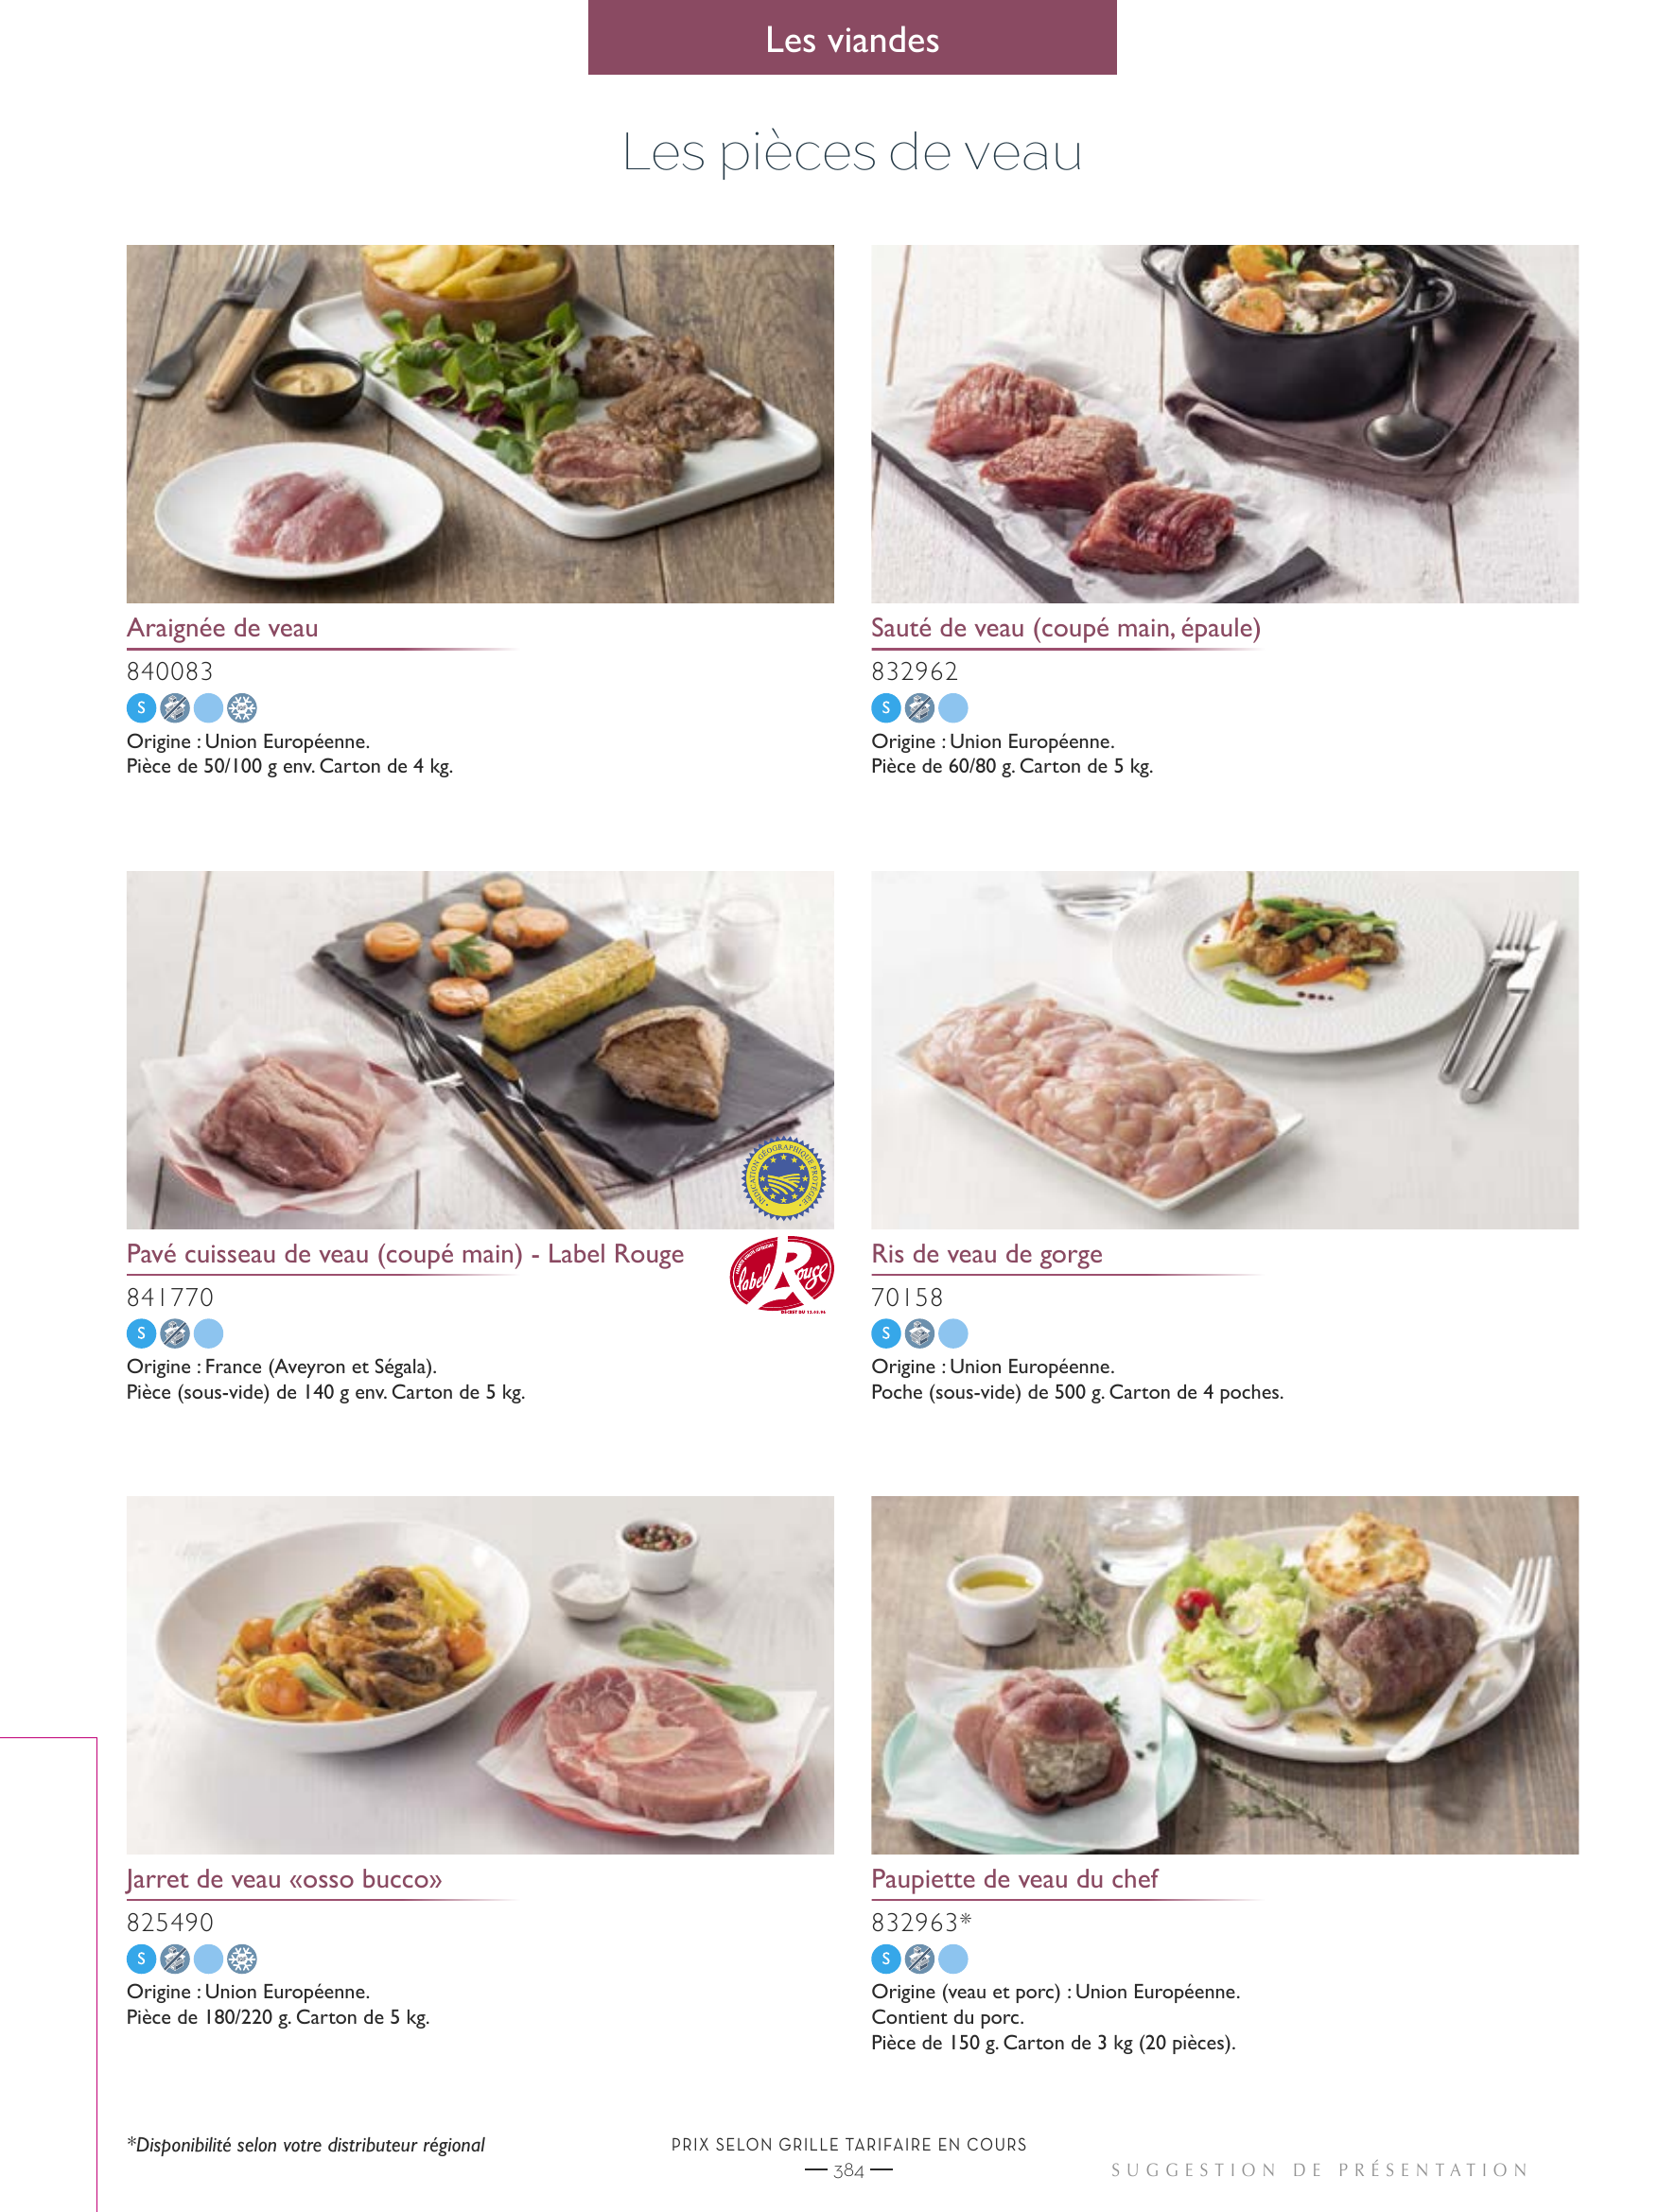 Les viandes
Les pièces de veau
Araignée de veau
840083
S
Origine : Union Européenne.
Pièce de 50/100 g env. Carton de 4 kg.
Sauté de veau (coupé main, épaule)
832962
S
Origine : Union Européenne.
Pièce de 60/80 g. Carton de 5 kg.
INDICATION GÉOGRAPHIQUE PROTÉGÉE
Pavé cuisseau de veau (coupé main) - Label Rouge
label Rouge
841770
S
Origine : France (Aveyron et Ségala).
Pièce (sous-vide) de 140 g env. Carton de 5 kg.
Ris de veau de gorge
70158
S
Origine : Union Européenne.
Poche (sous-vide) de 500 g. Carton de 4 poches.
Jarret de veau «osso bucco»
825490
S
Origine : Union Européenne.
Pièce de 180/220 g. Carton de 5 kg.
Paupiette de veau du chef
832963*
S
Origine (veau et porc) : Union Européenne.
Contient du porc.
Pièce de 150 g. Carton de 3 kg (20 pièces).
*Disponibilité selon votre distributeur régional
PRIX SELON GRILLE TARIFAIRE EN COURS
— 384 —
SUGGESTION DE PRÉSENTATION